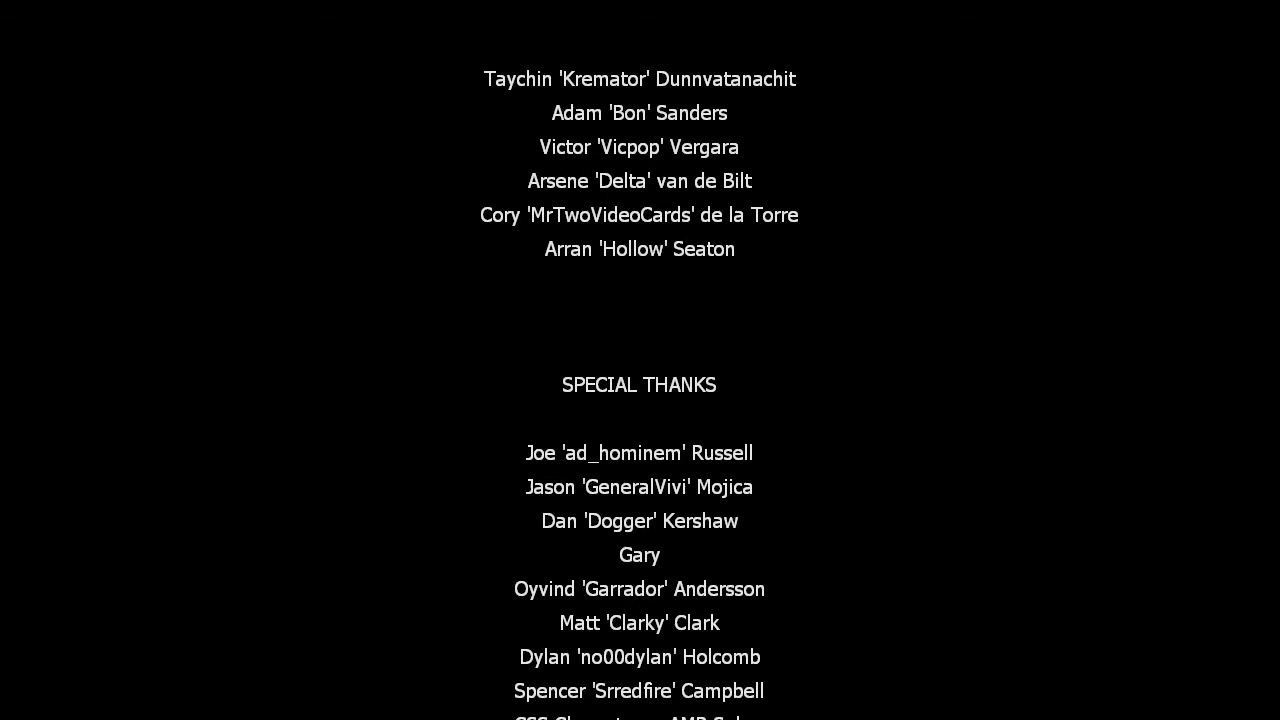 Taychin 'Kremator' Dunnvatanachit
Adam 'Bon' Sanders
Victor 'Vicpop' Vergara
Arsene 'Delta' van de Bilt
Cory 'MrTwoVideoCards' de la Torre
Arran 'Hollow' Seaton
SPECIAL THANKS
Joe 'ad_hominem' Russell
Jason 'GeneralVivi' Mojica
Dan 'Dogger' Kershaw
Gary
Oyvind 'Garrador' Andersson
Matt 'Clarky' Clark
Dylan 'no00dylan' Holcomb
Spencer 'Srredfire' Campbell